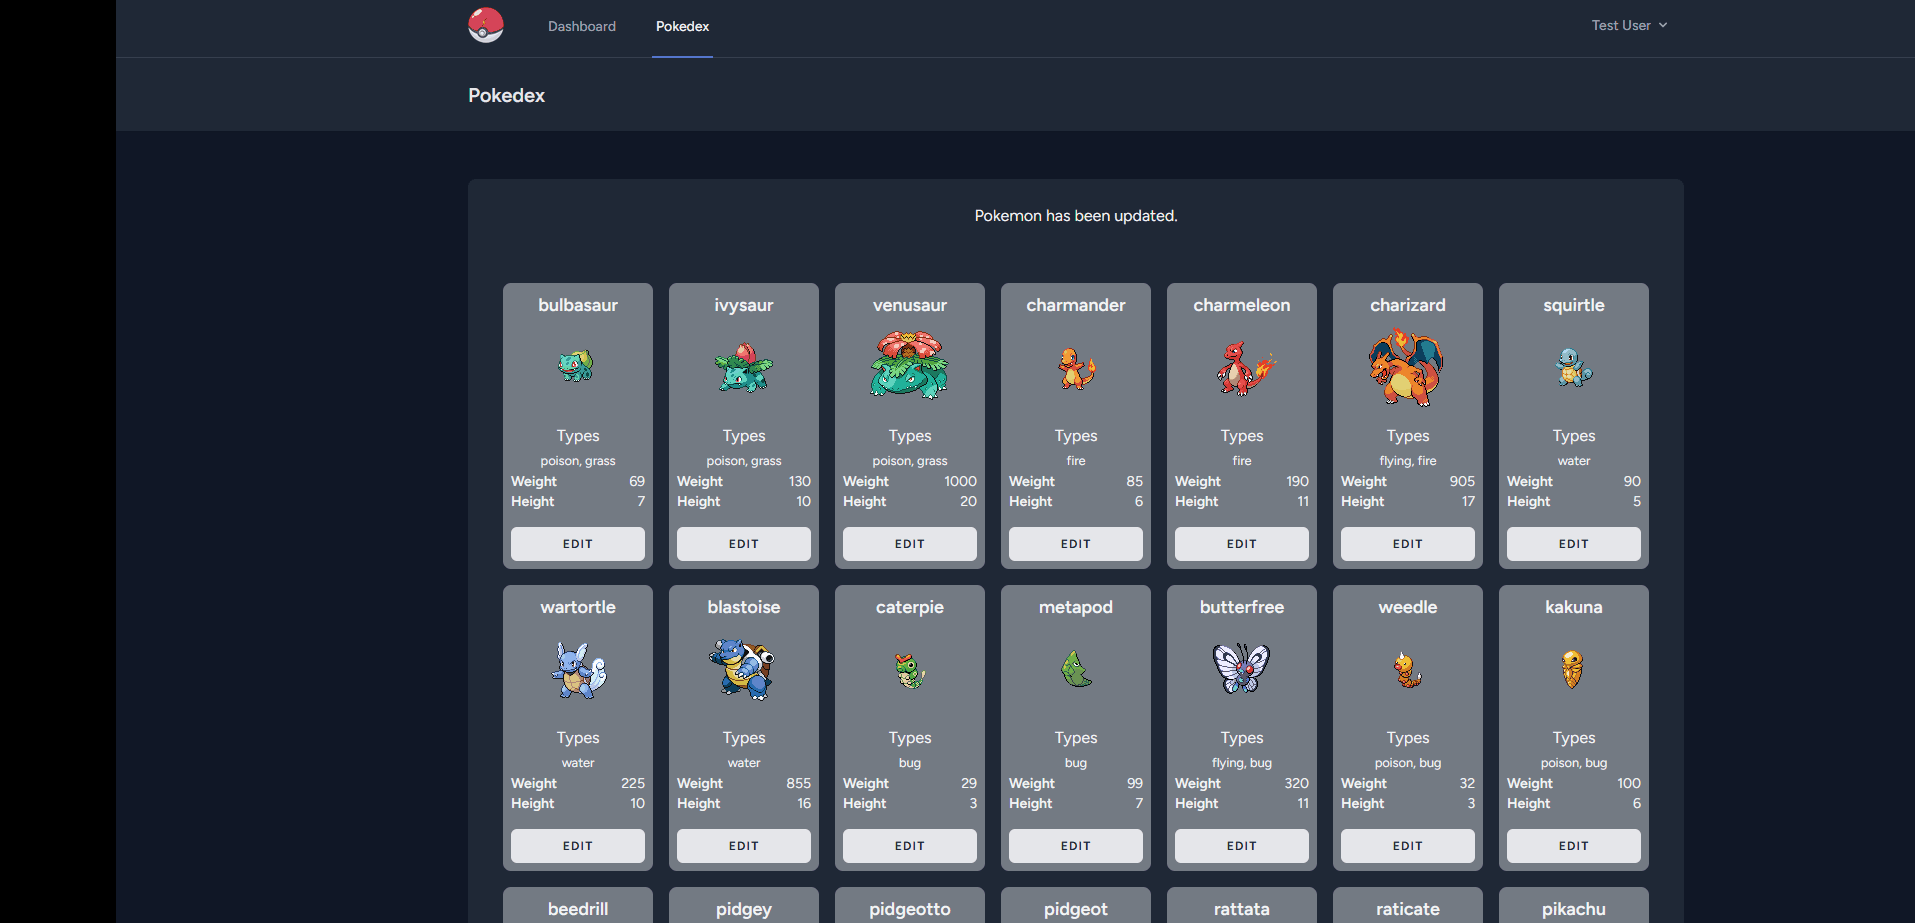 Dashboard Pokedex Test User
Pokedex
Pokemon has been updated.
bulbasaur ivysaur venusaur charmander charmeleon charizard squirtle
Types Types Types Types Types Types Types
poison, grass poison, grass poison, grass fire fire flying, fire water
Weight 69 Weight 130 Weight 1000 Weight 85 Weight 190 Weight 905 Weight 90
Height 7 Height 10 Height 20 Height 6 Height 11 Height 17 Height 5
EDIT EDIT EDIT EDIT EDIT EDIT EDIT
wartortle blastoise caterpie metapod butterfree weedle kakuna
Types Types Types Types Types Types Types
water water bug bug flying, bug poison, bug poison, bug
Weight 225 Weight 855 Weight 29 Weight 99 Weight 320 Weight 32 Weight 100
Height 10 Height 16 Height 3 Height 7 Height 11 Height 3 Height 6
EDIT EDIT EDIT EDIT EDIT EDIT EDIT
beedrill pidgey pidgeotto pidgeot rattata raticate pikachu